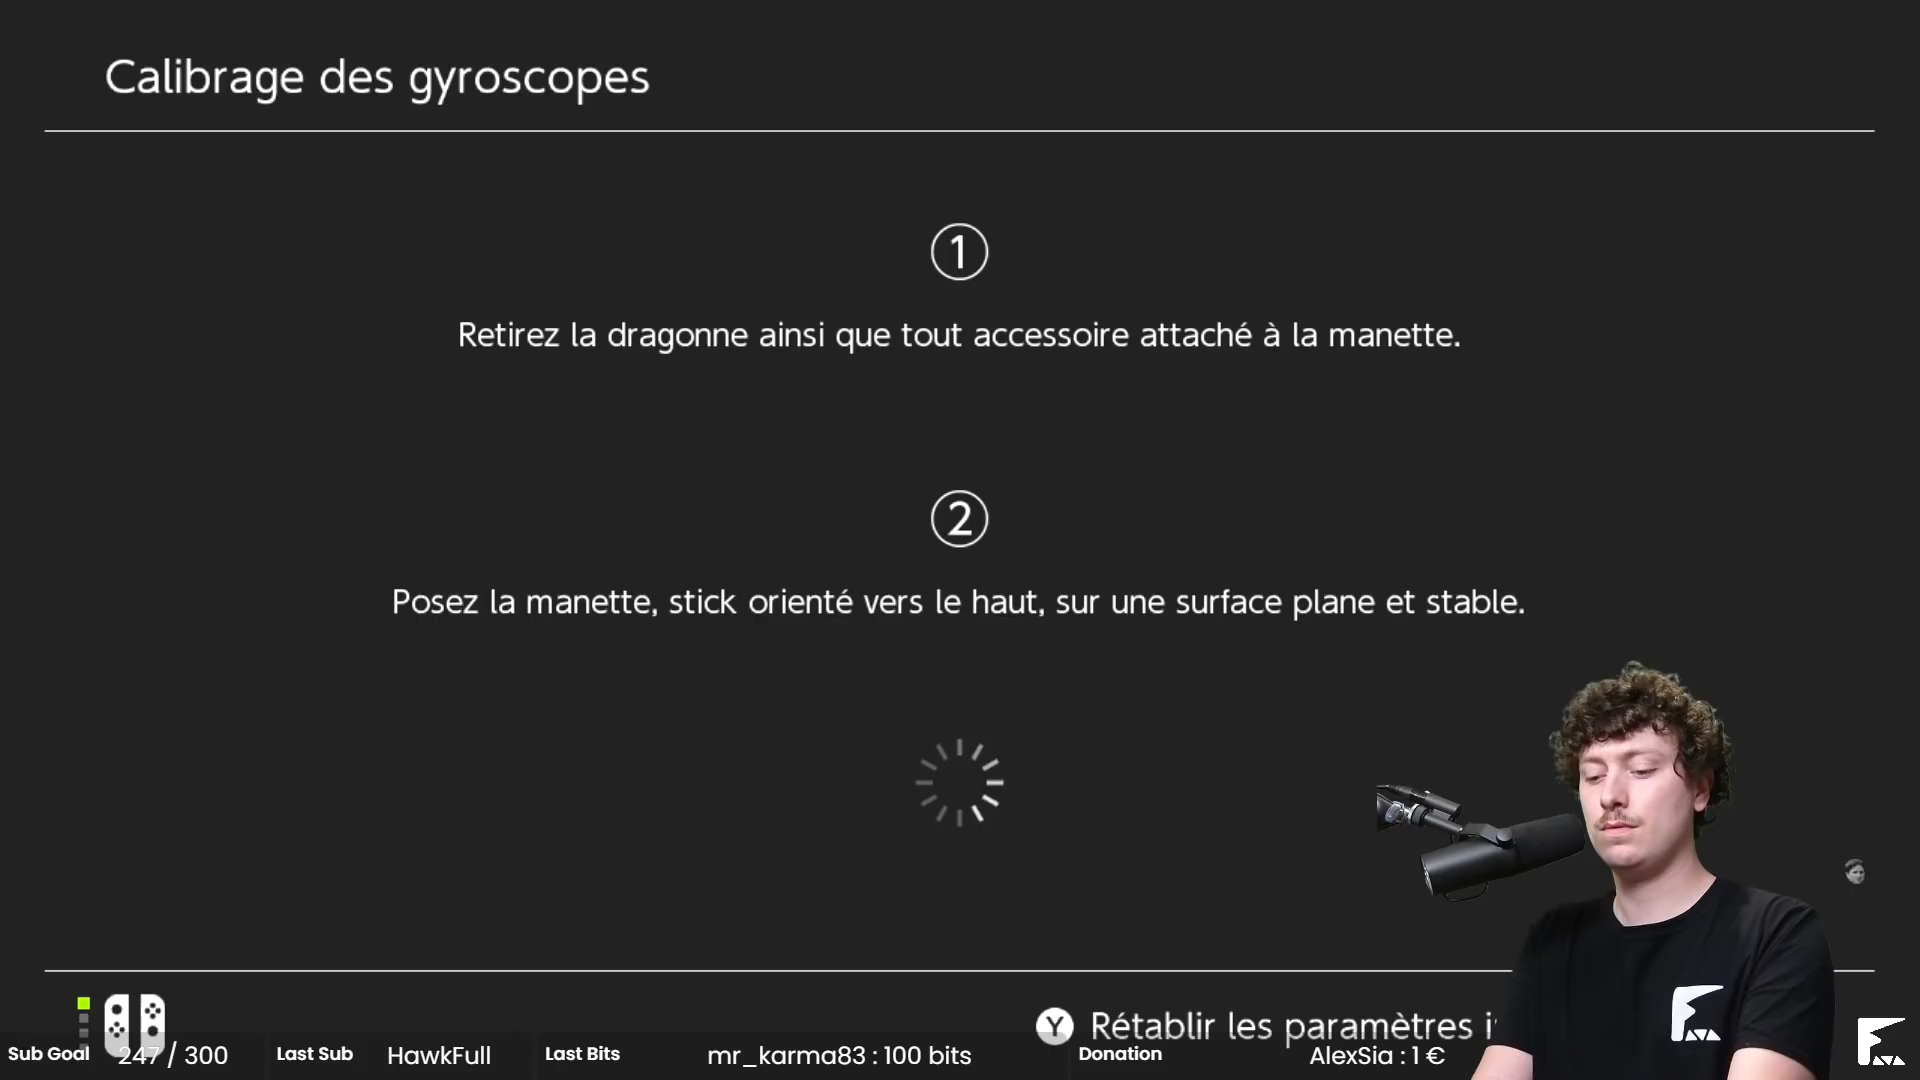 Calibrage des gyroscopes
1
Retirez la dragonne ainsi que tout accessoire attaché à la manette.
2
Posez la manette, stick orienté vers le haut, sur une surface plane et stable.
Y Rétablir les paramètres
Sub Goal 247 / 300 Last Sub HawkFull Last Bits mr_karma83 : 100 bits Donation AlexSia : 1 €